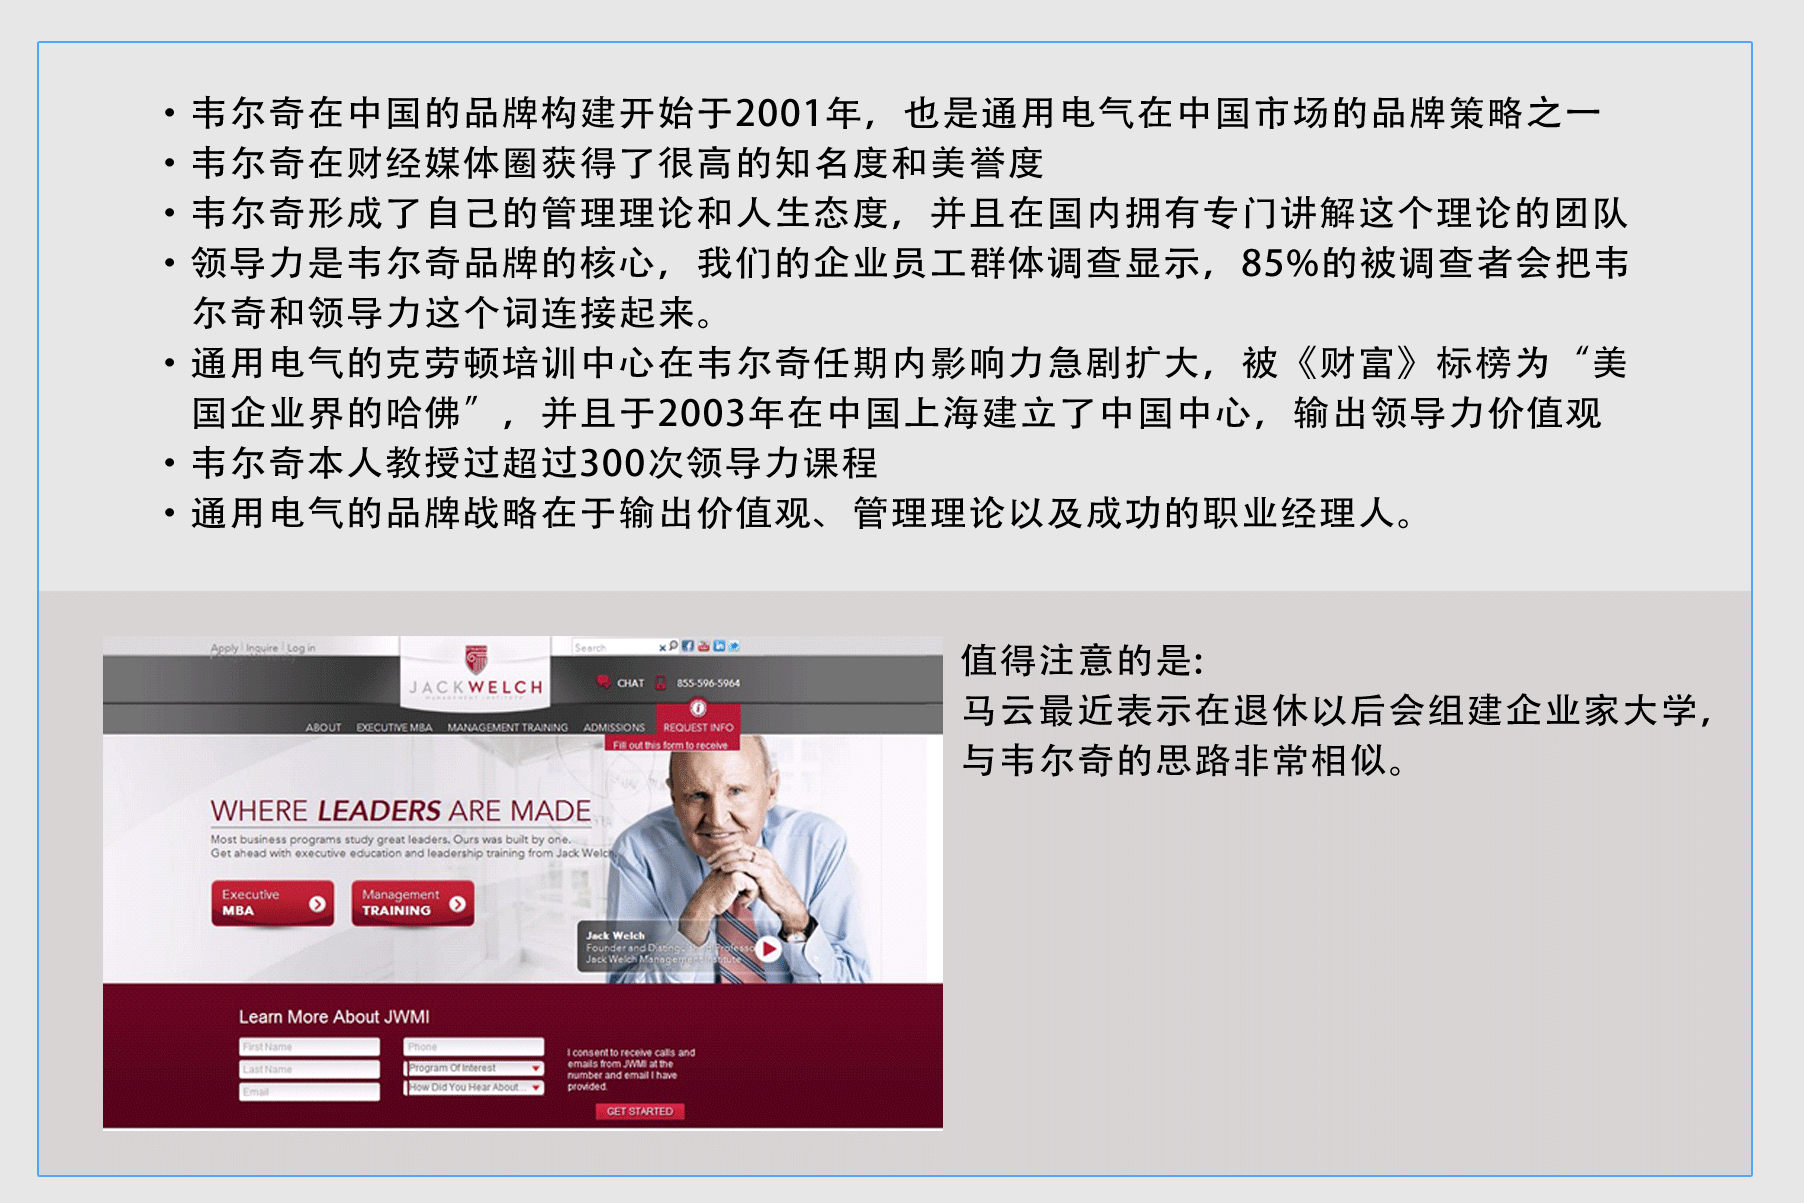 • 韦尔奇在中国的品牌构建开始于2001年，也是通用电气在中国市场的品牌策略之一
• 韦尔奇在财经媒体圈获得了很高的知名度和美誉度
• 韦尔奇形成了自己的管理理论和人生态度，并且在国内拥有专门讲解这个理论的团队
• 领导力是韦尔奇品牌的核心，我们的企业员工群体调查显示，85%的被调查者会把韦
尔奇和领导力这个词连接起来。
• 通用电气的克劳顿培训中心在韦尔奇任期内影响力急剧扩大，被《财富》标榜为“美
国企业界的哈佛”，并且于2003年在中国上海建立了中国中心，输出领导力价值观
• 韦尔奇本人教授过超过300次领导力课程
• 通用电气的品牌战略在于输出价值观、管理理论以及成功的职业经理人。
值得注意的是:
马云最近表示在退休以后会组建企业家大学，
与韦尔奇的思路非常相似。
Apply | Inquire | Log in
Search
JACK WELCH
MANAGEMENT INSTITUTE
CHAT 855-596-5964
ABOUT EXECUTIVE MBA MANAGEMENT TRAINING ADMISSIONS REQUEST INFO
Fill out this form to receive
WHERE LEADERS ARE MADE
Most business programs study great leaders. Ours was built by one.
Get ahead with executive education and leadership training from Jack Welch.
Executive
MBA
Management
TRAINING
Jack Welch
Founder and Distinguished Professor
Jack Welch Management Institute
Learn More About JWMI
First Name
Last Name
Email
Phone
Program Of Interest
How Did You Hear About...
I consent to receive calls and
emails from JWMI at the
number and email I have
provided.
GET STARTED